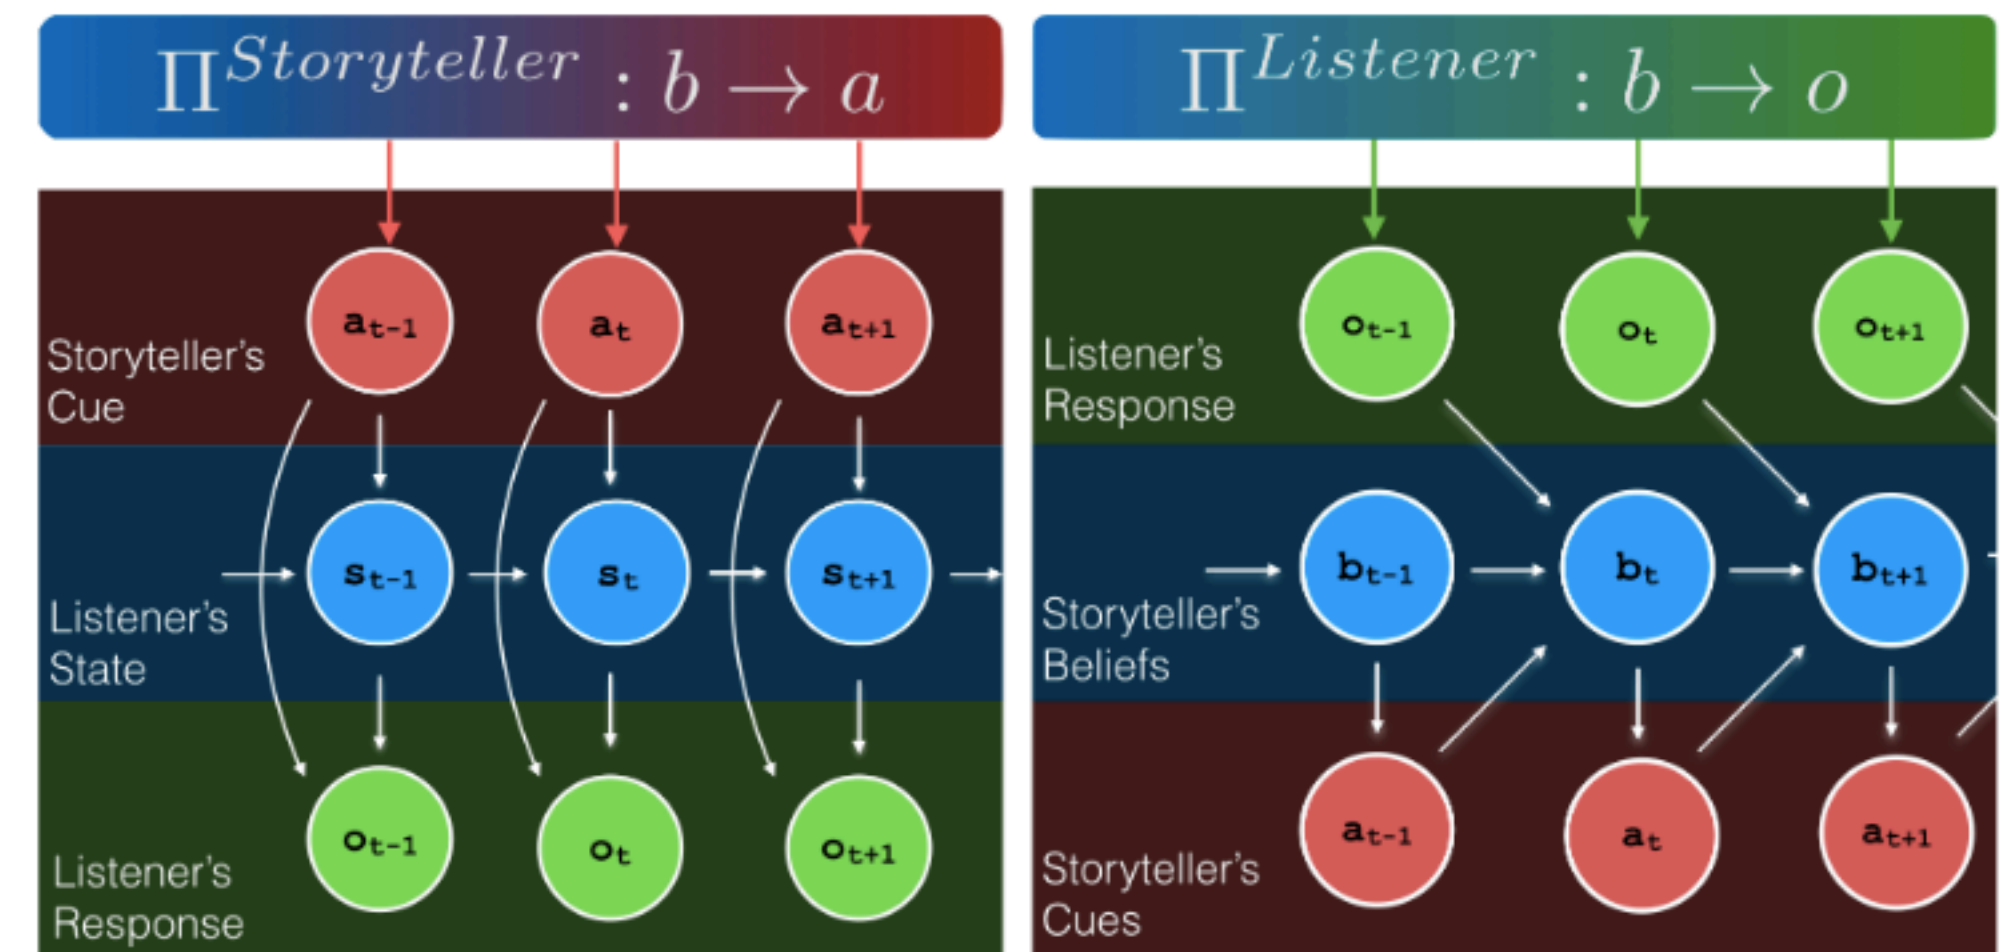 Π^Storyteller : b → a
a_t-1 a_t a_t+1
Storyteller's
Cue
s_t-1 s_t s_t+1
Listener's
State
o_t-1 o_t o_t+1
Listener's
Response
Π^Listener : b → o
o_t-1 o_t o_t+1
Listener's
Response
b_t-1 b_t b_t+1
Storyteller's
Beliefs
a_t-1 a_t a_t+1
Storyteller's
Cues